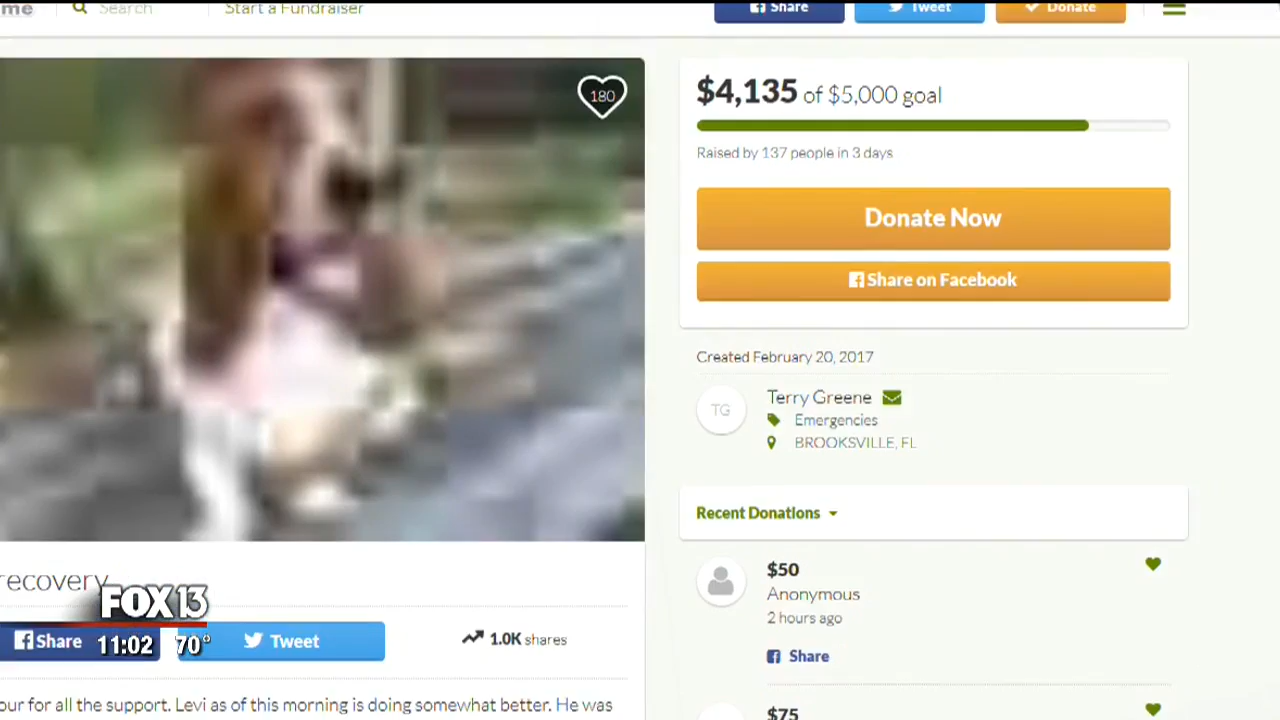 me
Search
Start a Fundraiser
Share
Tweet
Donate
180
$4,135 of $5,000 goal
Raised by 137 people in 3 days
Donate Now
Share on Facebook
Created February 20, 2017
TG
Terry Greene
Emergencies
BROOKSVILLE, FL
Recent Donations
$50
Anonymous
2 hours ago
Share
$75
recovery
FOX 13
Share
11:02 70°
Tweet
1.0K shares
our for all the support. Levi as of this morning is doing somewhat better. He was